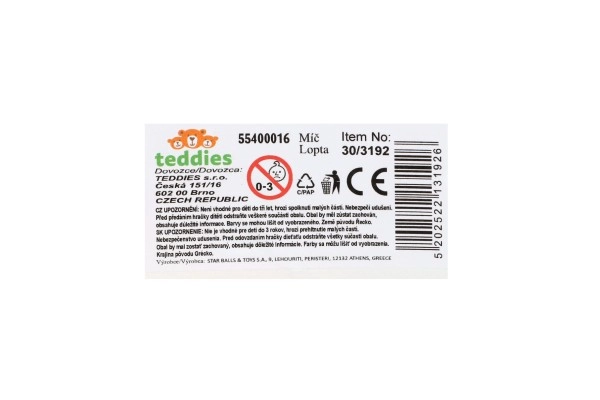 teddies
55400016 Míč Lopta
Item No: 30/3192
Dovozce/Dovozca:
TEDDIES s.r.o.
Česká 151/16
602 00 Brno
CZECH REPUBLIC
0-3
C/PAP
CE
CZ UPOZORNĚNÍ: Není vhodné pro děti do tří let, hrozí spolknutí malých částí. Nebezpečí udušení.
Před předáním hračky dítěti odstraňte veškeré součásti obalu. Obal by měl zůstat zachován,
obsahuje důležité informace. Barvy se mohou lišit od vyobrazení. Země původu Řecko.
SK UPOZORNENIE: Nie je vhodné pre deti do 3 rokov, hrozí prehltnutie malých častí.
Nebezpečenstvo udusenia. Pred odovzdaním hračky dieťaťu odstráňte všetky súčasti obalu.
Obal by mal zostať zachovaný, obsahuje dôležité informácie. Farby sa môžu líšiť od vyobrazenia.
Krajina pôvodu Grécko.
Výrobce/Výrobca: STAR BALLS & TOYS S.A., 9, LEHOURITI, PERISTERI, 12132 ATHENS, GREECE
5202522131926